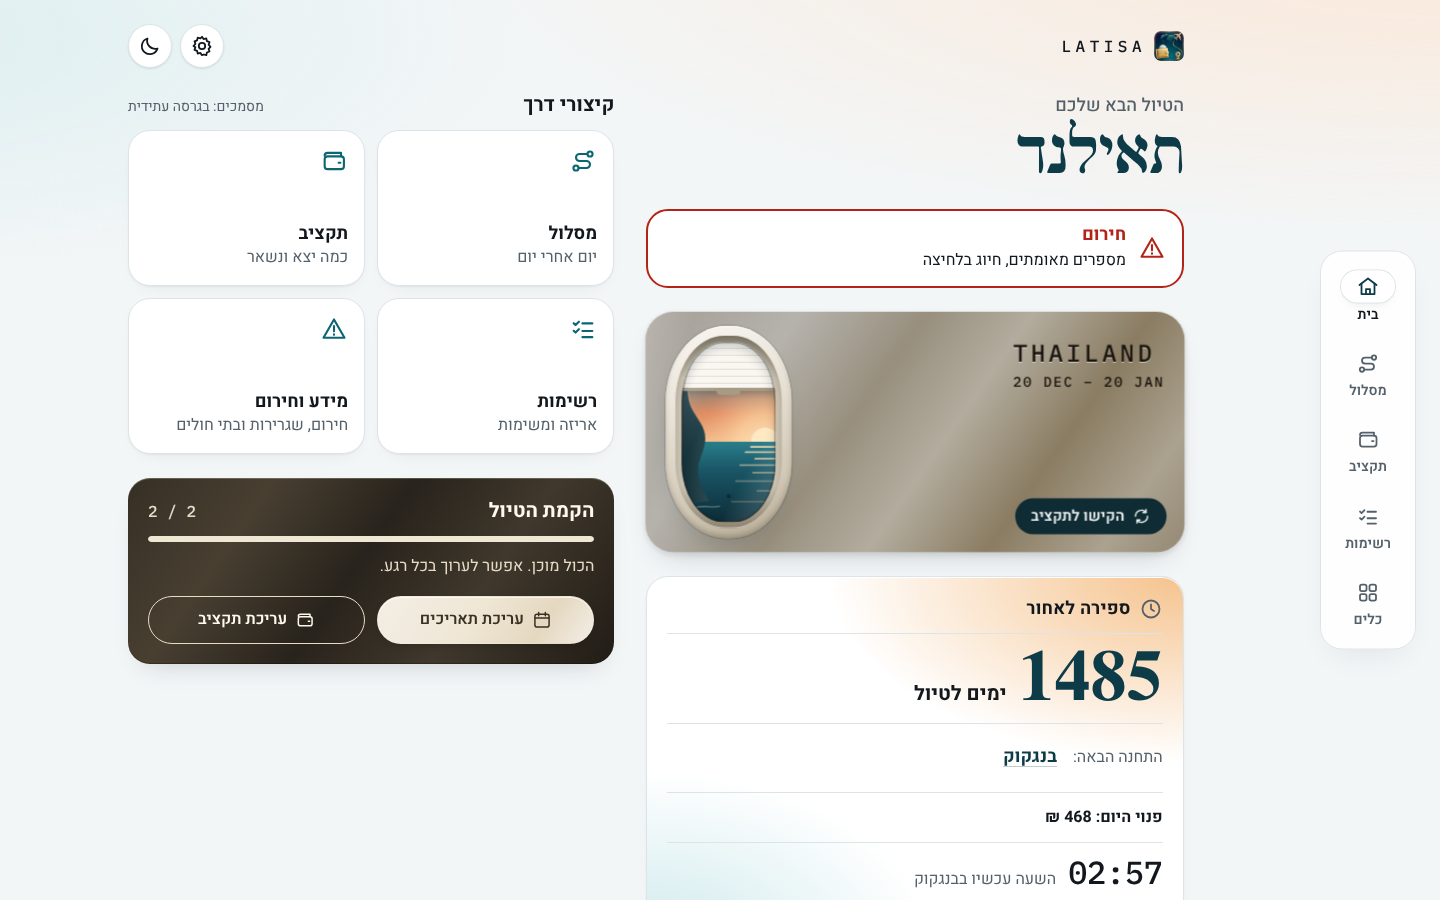 LATISA
הטיול הבא שלכם
תאילנד
חירום
מספרים מאומתים, חיוג בלחיצה
THAILAND
20 DEC – 20 JAN
הקישו לתקציב
ספירה לאחור
1485 ימים לטיול
התחנה הבאה: בנגקוק
פנוי היום: 468 ₪
02:57 השעה עכשיו בבנגקוק
קיצורי דרך
מסמכים: בגרסה עתידית
מסלול
יום אחרי יום
תקציב
כמה יצא ונשאר
רשימות
אריזה ומשימות
מידע וחירום
חירום, שגרירות ובתי חולים
הקמת הטיול
2 / 2
הכול מוכן. אפשר לערוך בכל רגע.
עריכת תאריכים
עריכת תקציב
בית
מסלול
תקציב
רשימות
כלים